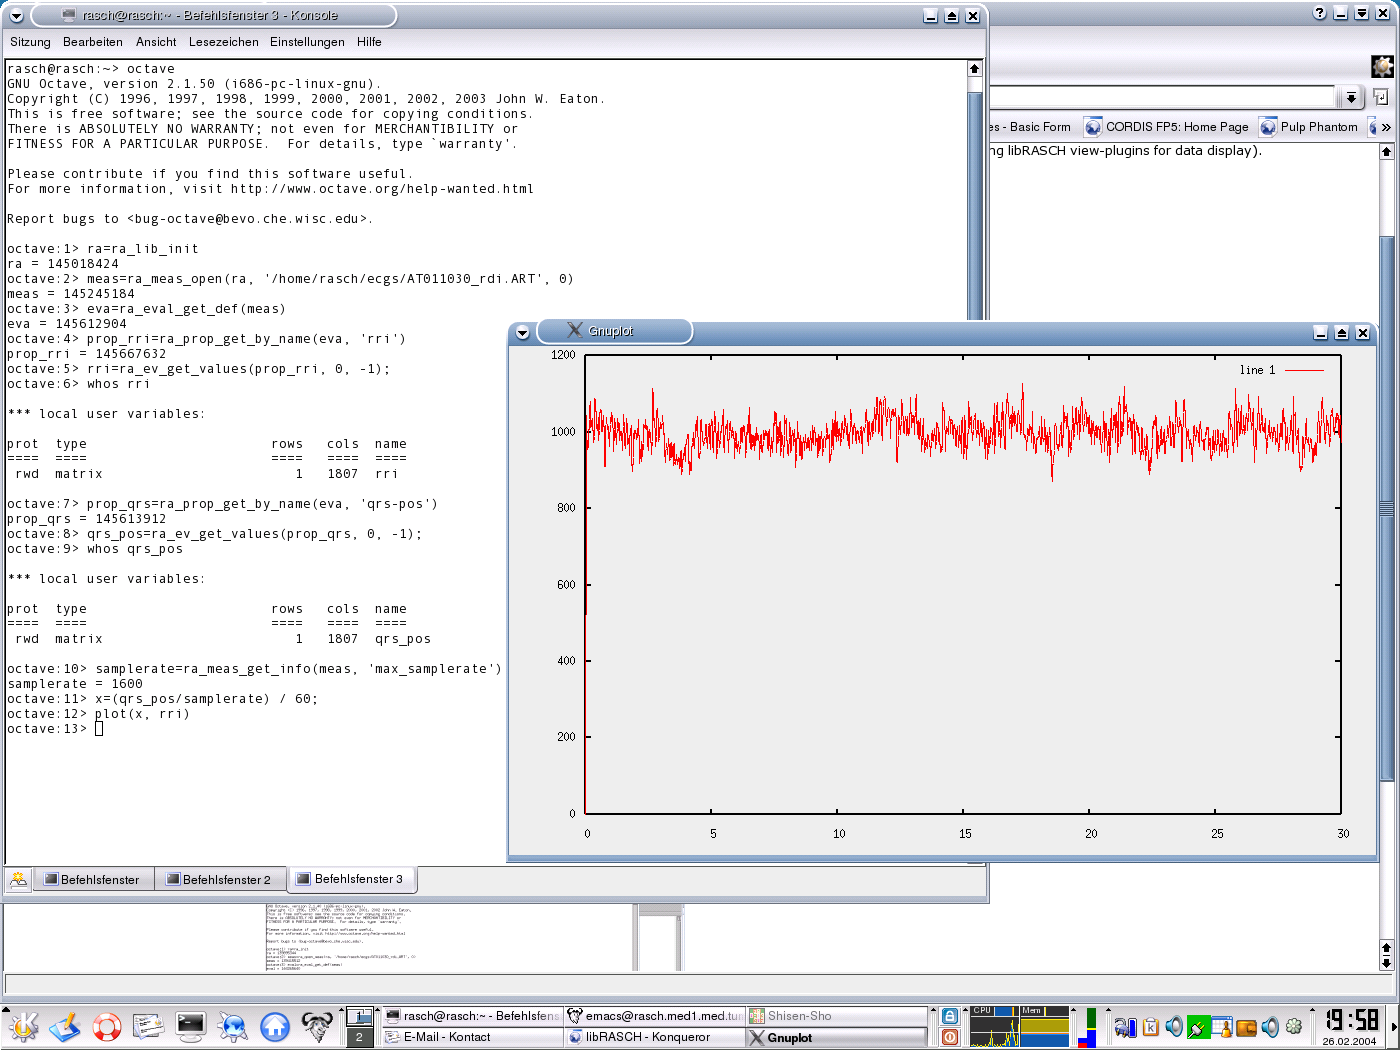 rasch@rasch:~ - Befehlsfenster 3 - Konsole
Sitzung Bearbeiten Ansicht Lesezeichen Einstellungen Hilfe
rasch@rasch:~> octave
GNU Octave, version 2.1.50 (i686-pc-linux-gnu).
Copyright (C) 1996, 1997, 1998, 1999, 2000, 2001, 2002, 2003 John W. Eaton.
This is free software; see the source code for copying conditions.
There is ABSOLUTELY NO WARRANTY; not even for MERCHANTIBILITY or
FITNESS FOR A PARTICULAR PURPOSE.  For details, type `warranty'.
Please contribute if you find this software useful.
For more information, visit http://www.octave.org/help-wanted.html
Report bugs to <bug-octave@bevo.che.wisc.edu>.
octave:1> ra=ra_lib_init
ra = 145018424
octave:2> meas=ra_meas_open(ra, '/home/rasch/ecgs/AT011030_rdi.ART', 0)
meas = 145245184
octave:3> eva=ra_eval_get_def(meas)
eva = 145612904
octave:4> prop_rri=ra_prop_get_by_name(eva, 'rri')
prop_rri = 145667632
octave:5> rri=ra_ev_get_values(prop_rri, 0, -1);
octave:6> whos rri
*** local user variables:
prot  type                       rows   cols  name
====  ====                       ====   ====  ====
 rwd  matrix                        1   1807  rri
octave:7> prop_qrs=ra_prop_get_by_name(eva, 'qrs-pos')
prop_qrs = 145613912
octave:8> qrs_pos=ra_ev_get_values(prop_qrs, 0, -1);
octave:9> whos qrs_pos
*** local user variables:
prot  type                       rows   cols  name
====  ====                       ====   ====  ====
 rwd  matrix                        1   1807  qrs_pos
octave:10> samplerate=ra_meas_get_info(meas, 'max_samplerate')
samplerate = 1600
octave:11> x=(qrs_pos/samplerate) / 60;
octave:12> plot(x, rri)
octave:13>
Befehlsfenster Befehlsfenster 2 Befehlsfenster 3
es - Basic Form CORDIS FP5: Home Page Pulp Phantom »
ng libRASCH view-plugins for data display).
Gnuplot
line 1
1200
1000
800
600
400
200
0
0 5 10 15 20 25 30
1
2
rasch@rasch:~ - Befehlsfens
emacs@rasch.med1.med.tun
Shisen-Sho
E-Mail - Kontact
libRASCH - Konqueror
Gnuplot
CPU Mem
19:58
26.02.2004